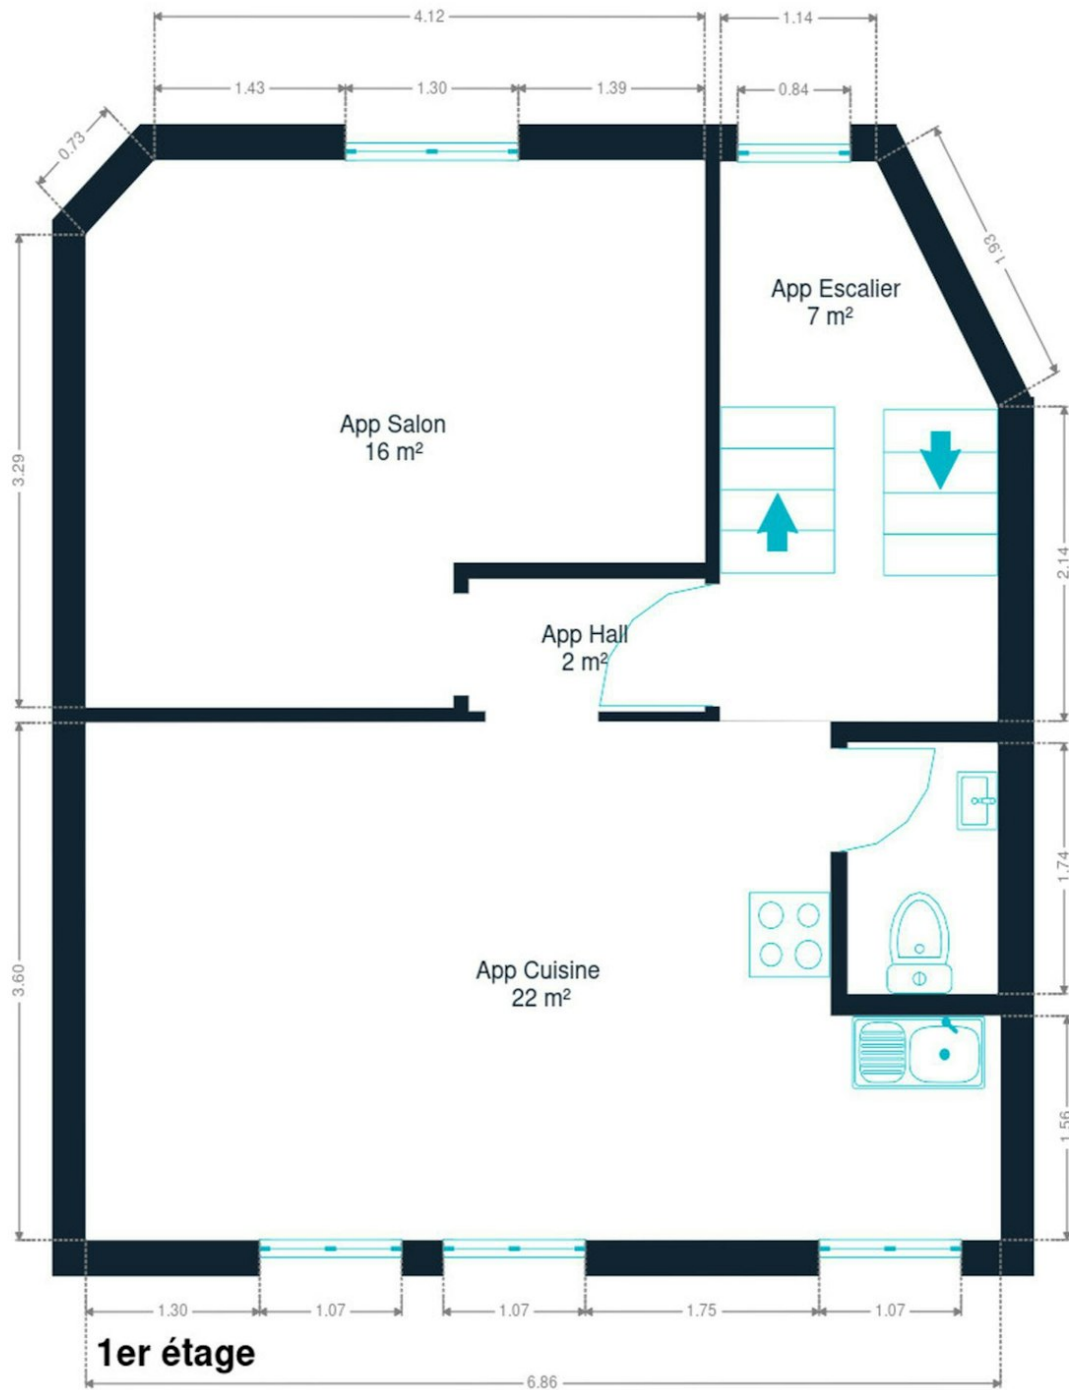 4.12
1.14
1.43
1.30
1.39
0.84
0.73
1.93
App Escalier
7 m²
App Salon
16 m²
3.29
2.14
App Hall
2 m²
1.74
App Cuisine
22 m²
3.60
1.56
1.30
1.07
1.07
1.75
1.07
1er étage
6.86